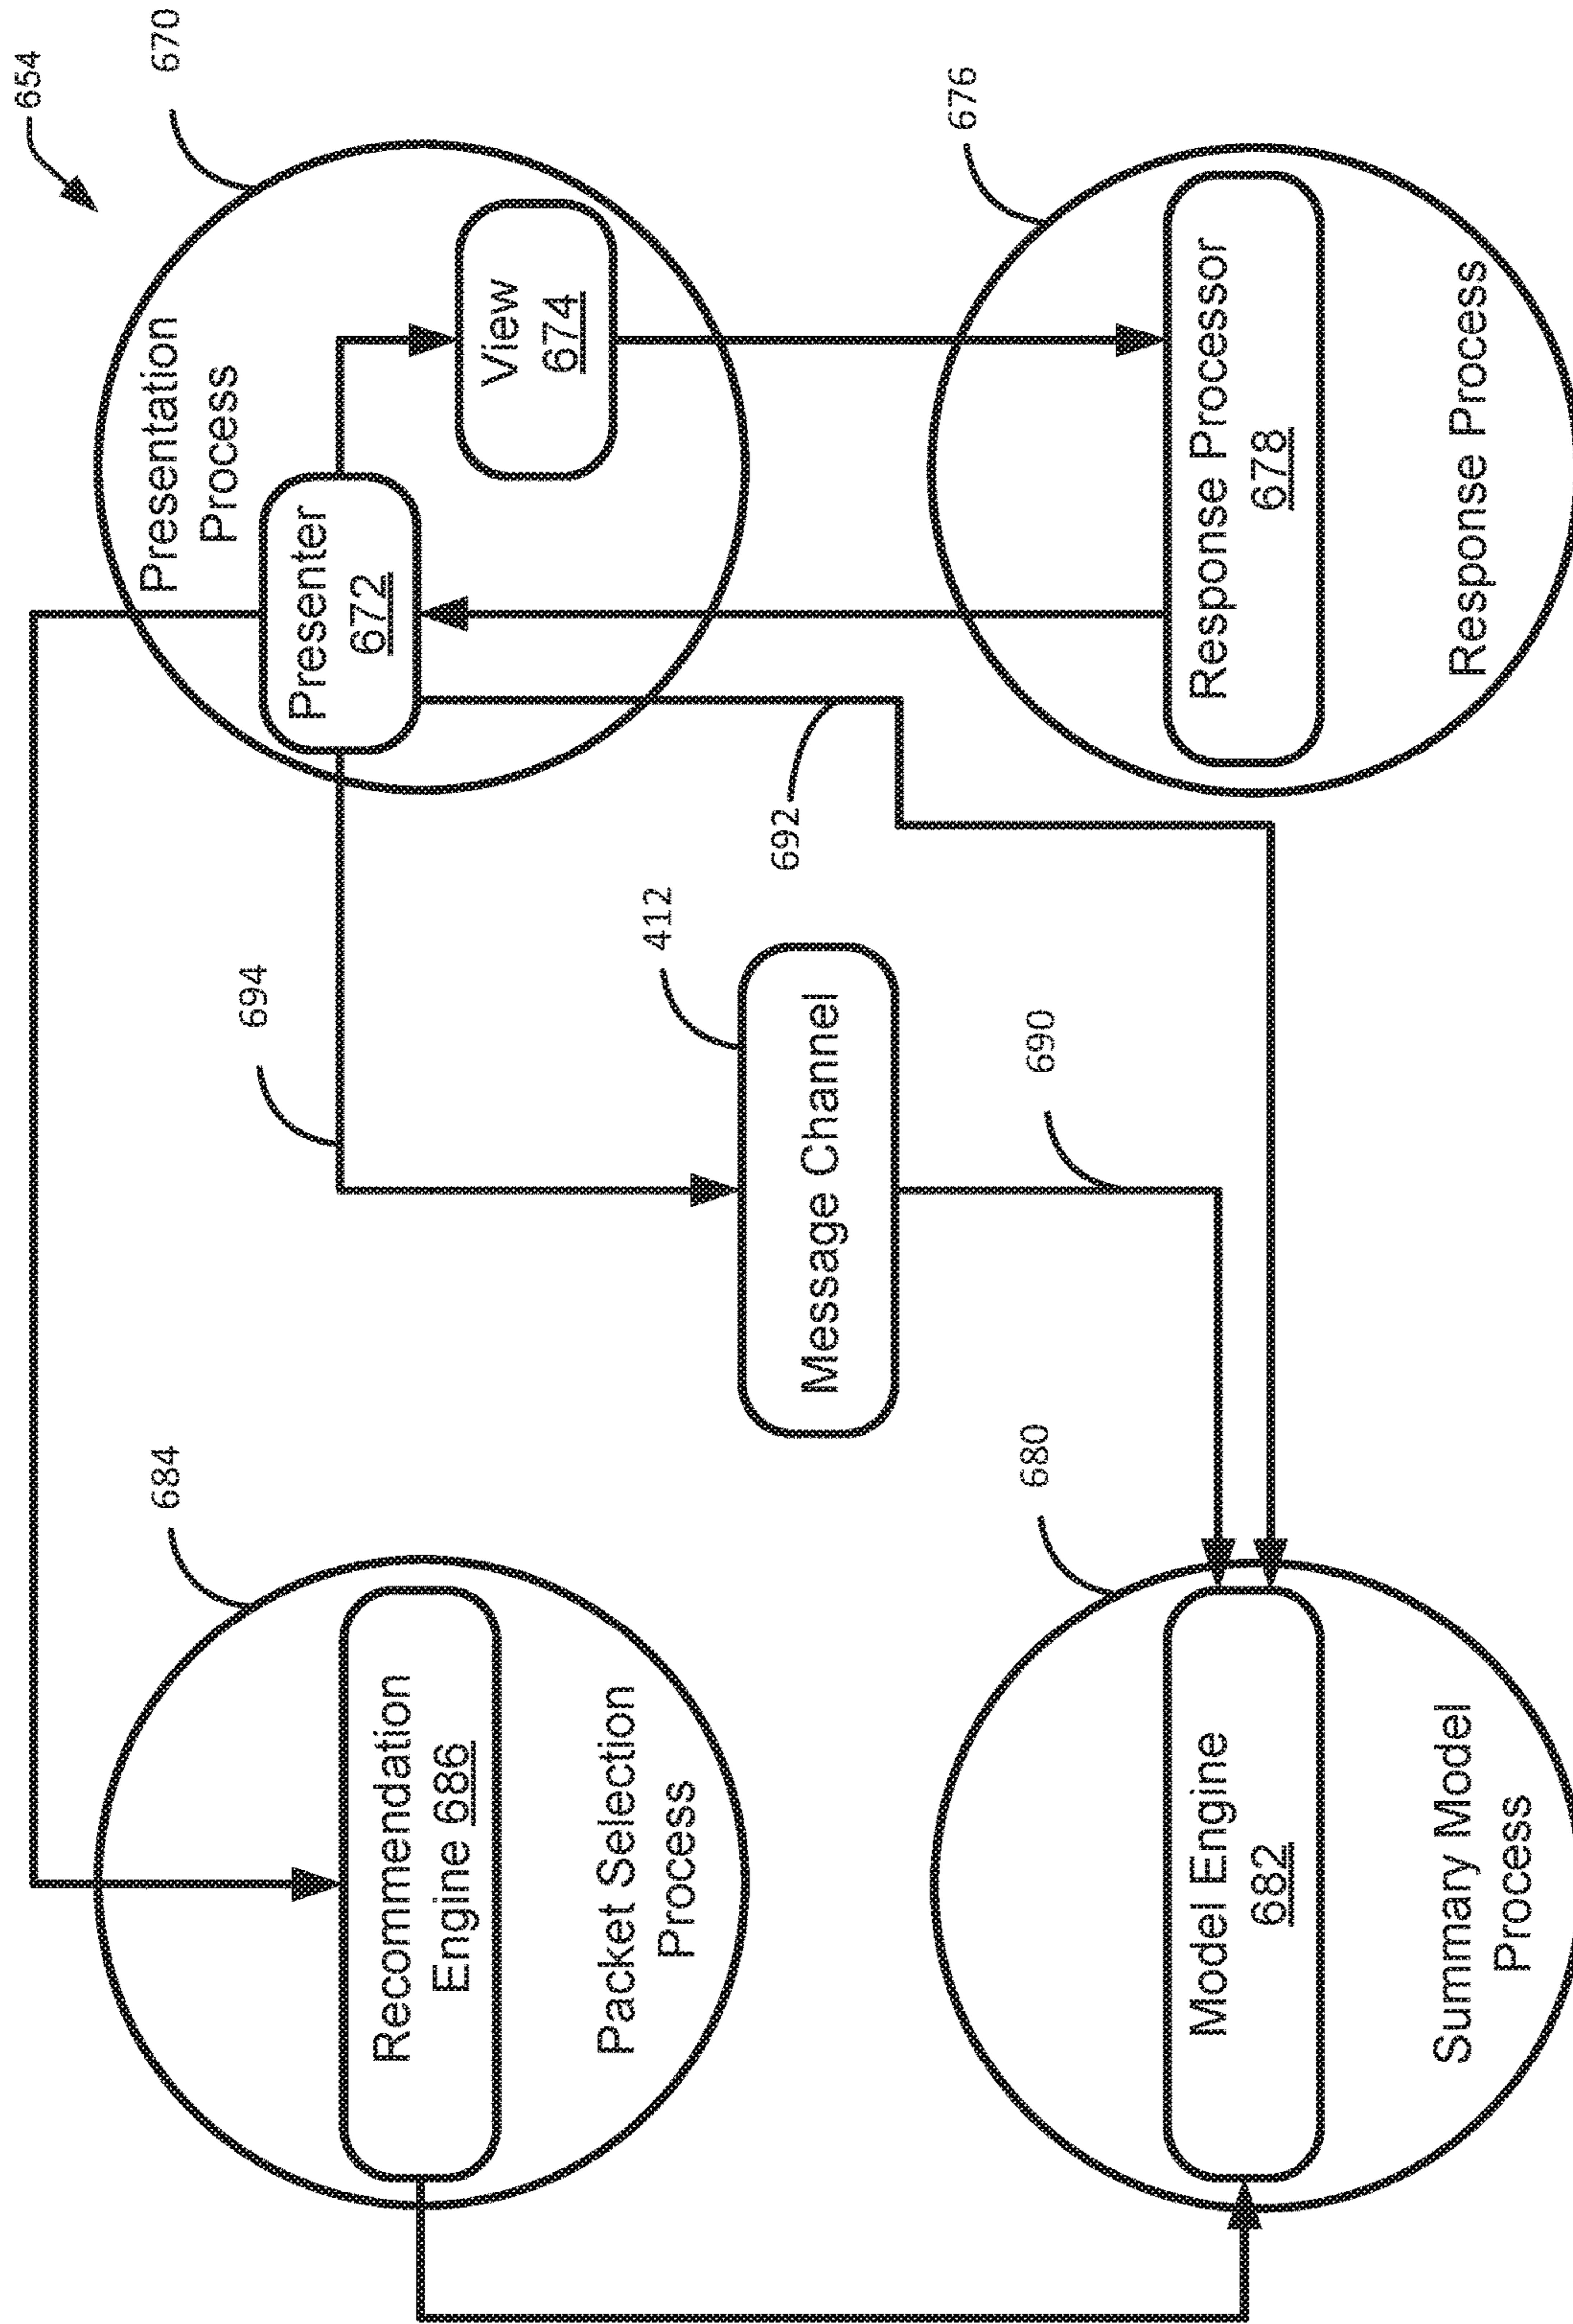 654
684
670
Presentation
Process
694
Presenter
672
Recommendation
Engine 686
View
674
Packet Selection
Process
412
692
Message Channel
676
680
690
Model Engine
682
Response Processor
678
Summary Model
Process
Response Process